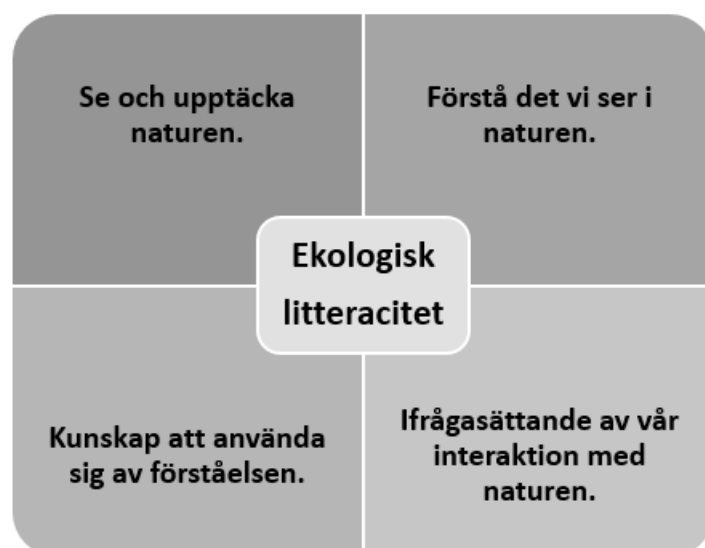 Se och upptäcka
naturen.
Förstå det vi ser i
naturen.
Ekologisk
litteracitet
Kunskap att använda
sig av förståelsen.
Ifrågasättande av vår
interaktion med
naturen.